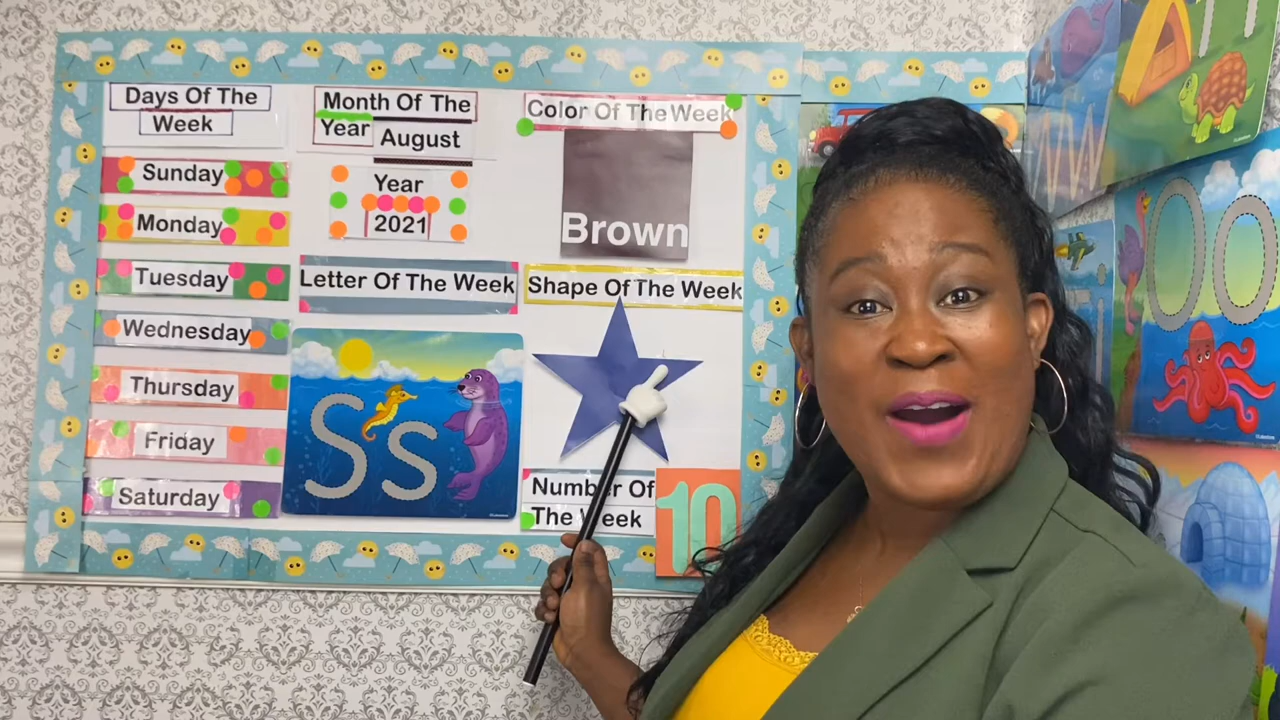 Days Of The
Week
Sunday
Monday
Tuesday
Wednesday
Thursday
Friday
Saturday
Month Of The
Year
August
Year
2021
Letter Of The Week
Ss
Color Of The Week
Brown
Shape Of The Week
Number Of
The Week
10
Oo